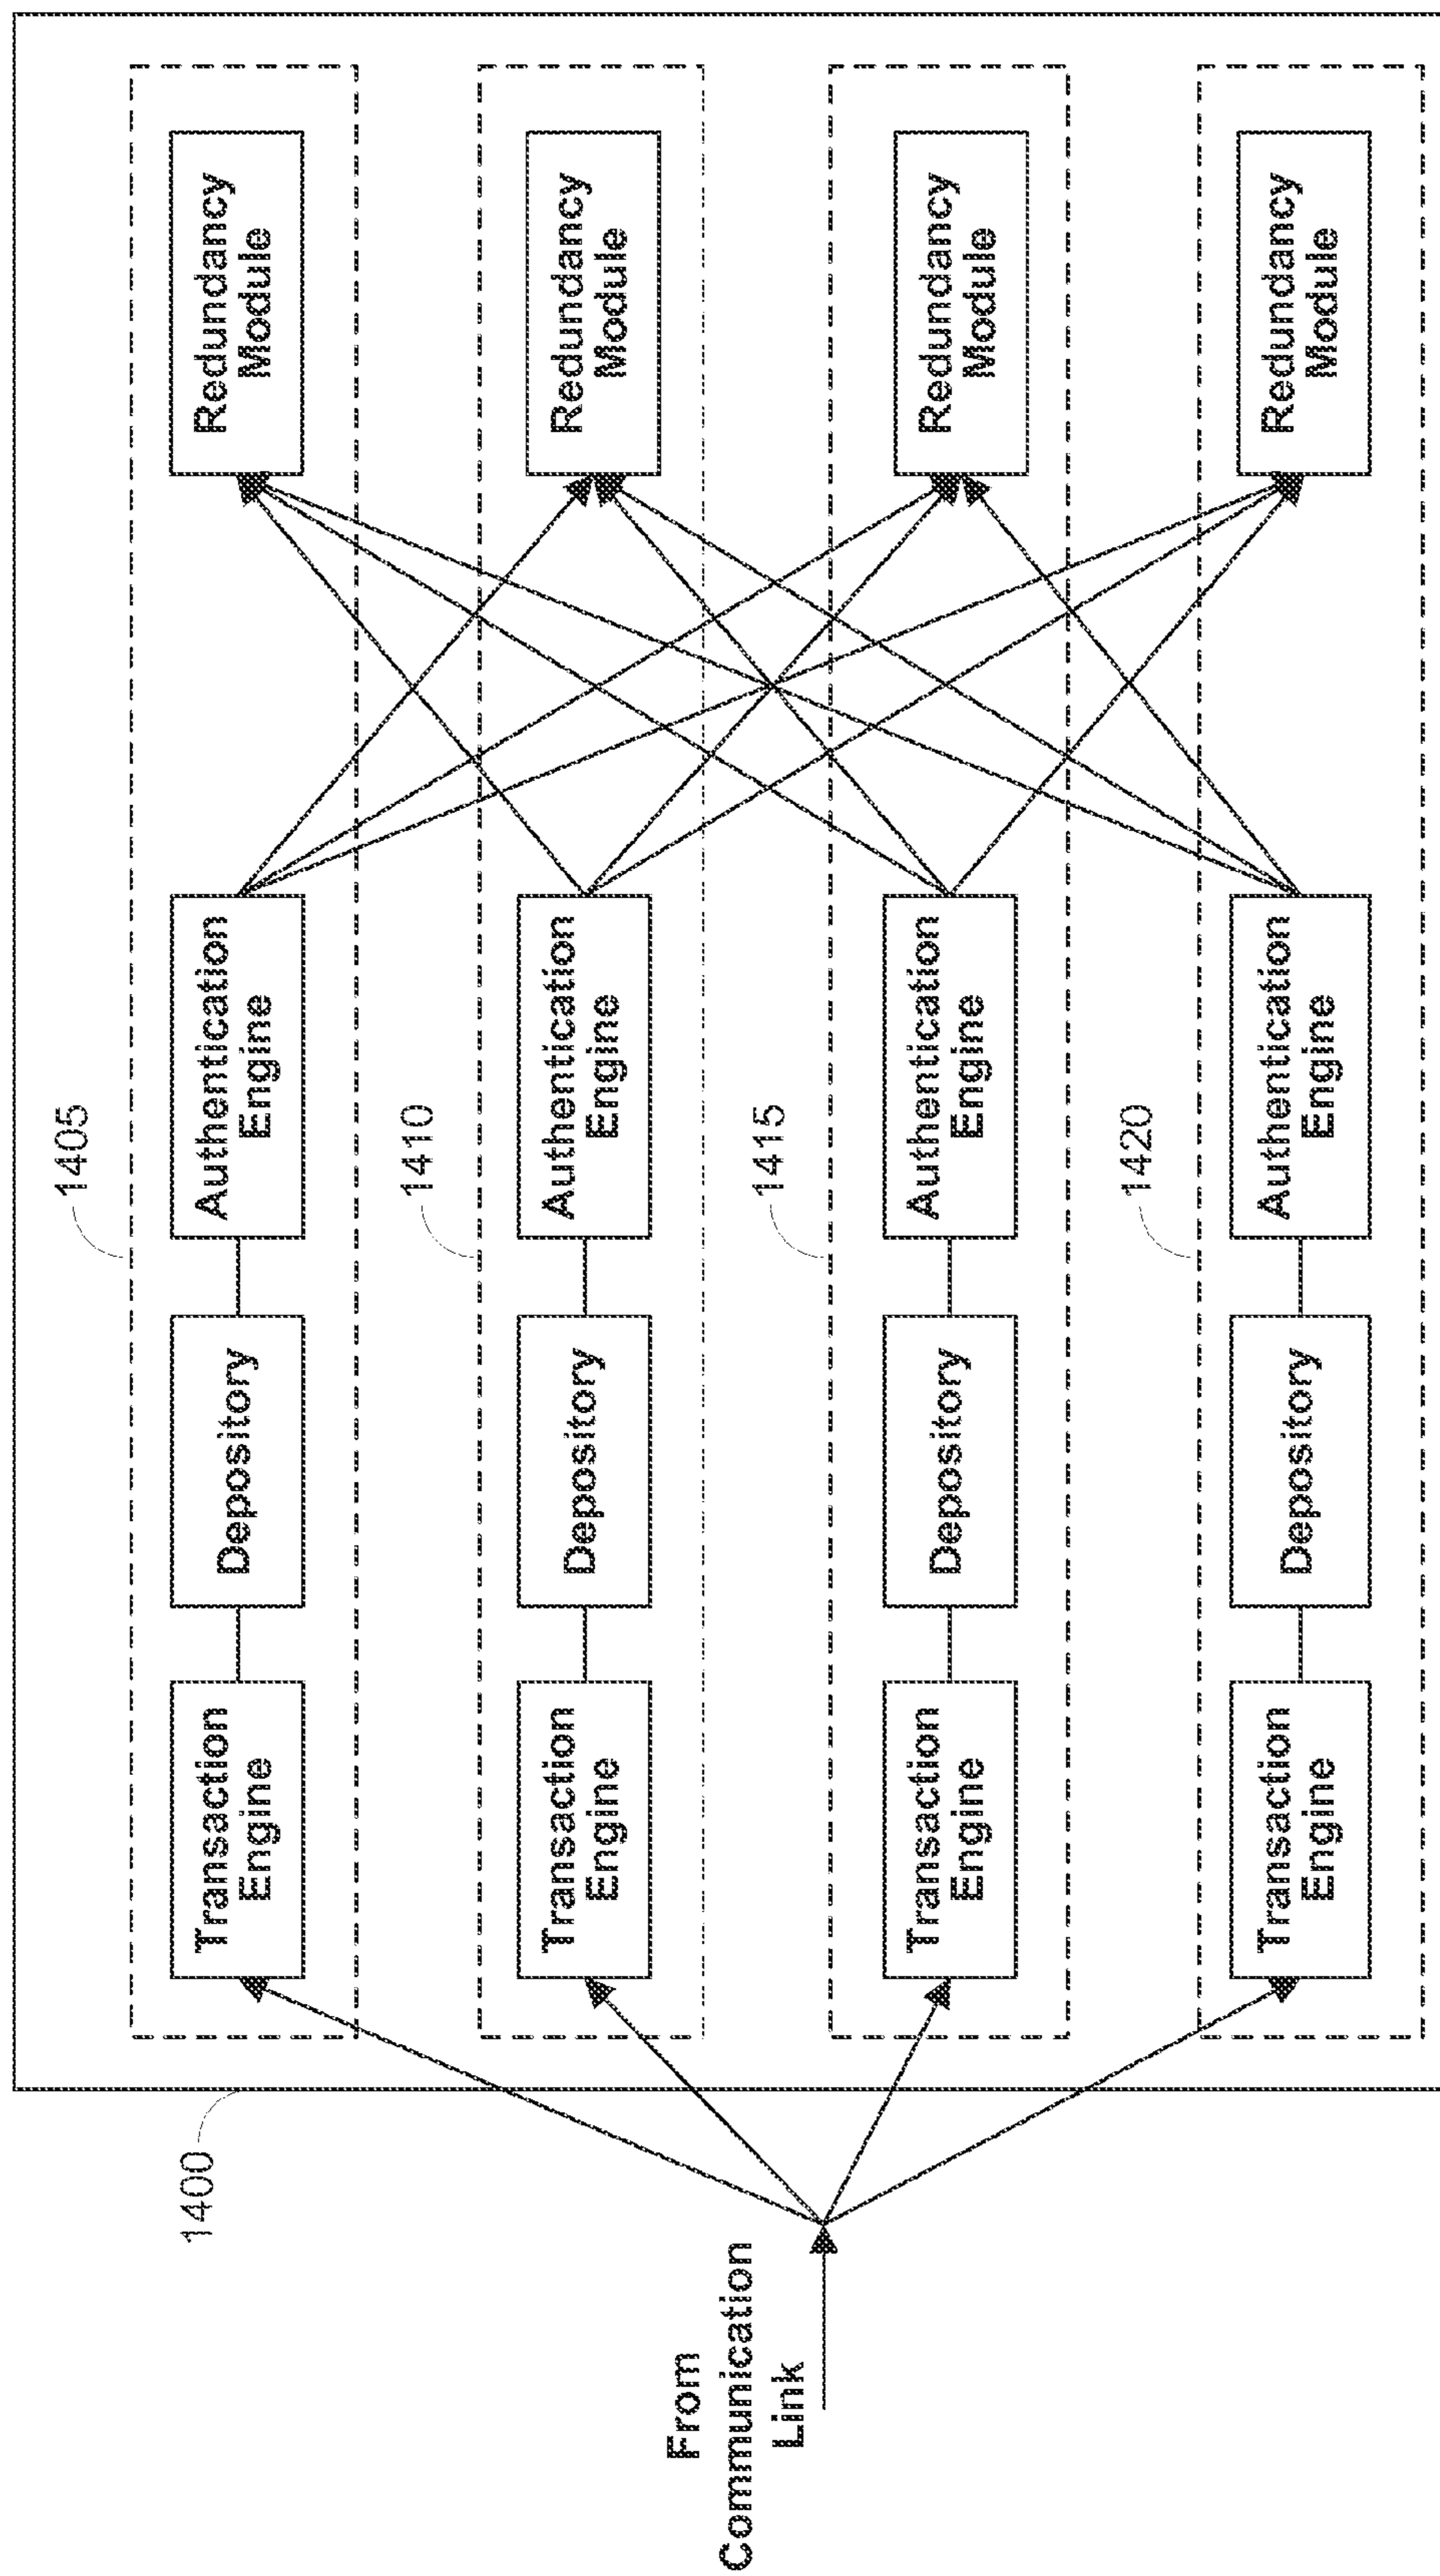 1400
From
Communication
Link
1405
Transaction
Engine
Depository
Authentication
Engine
Redundancy
Module
1410
Transaction
Engine
Depository
Authentication
Engine
Redundancy
Module
1415
Transaction
Engine
Depository
Authentication
Engine
Redundancy
Module
1420
Transaction
Engine
Depository
Authentication
Engine
Redundancy
Module